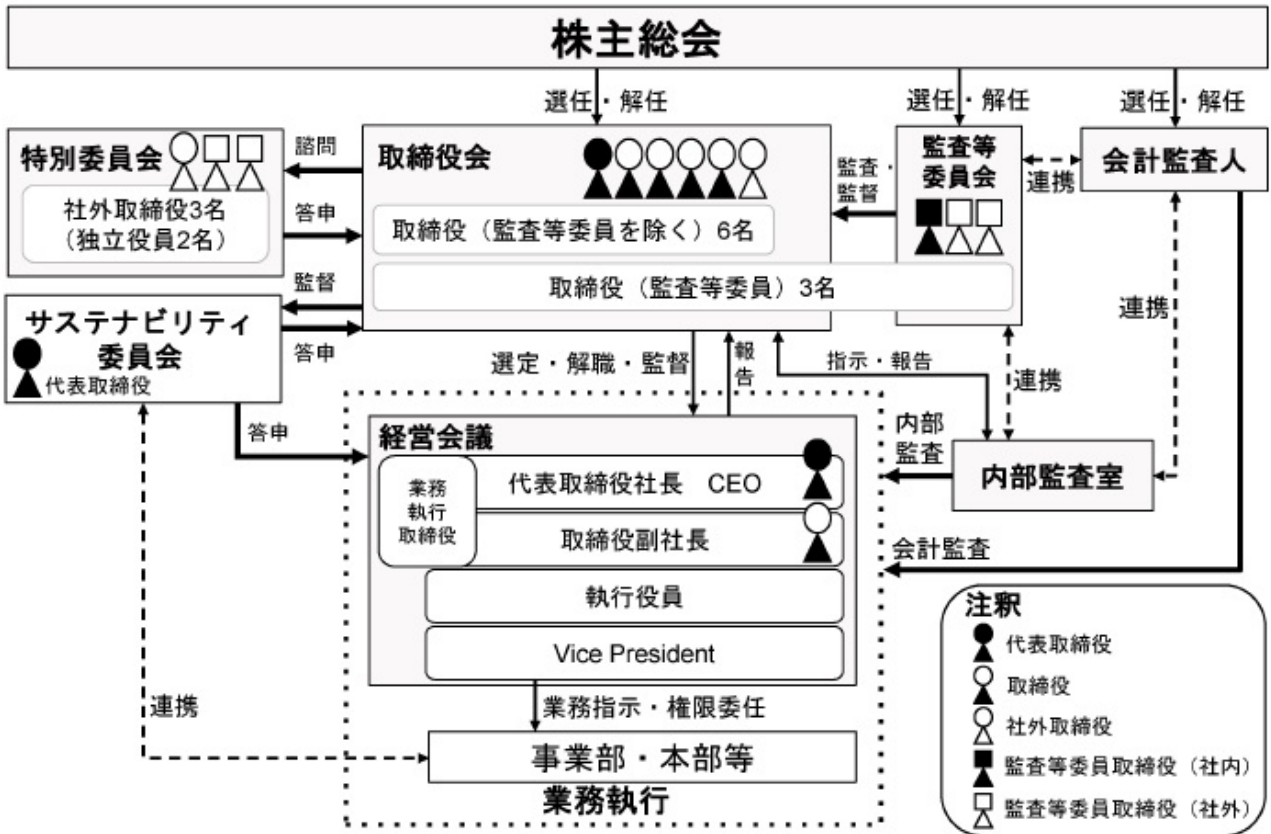 株主総会
選任・解任
選任・解任
選任・解任
特別委員会
社外取締役3名
（独立役員2名）
諮問
答申
取締役会
取締役（監査等委員を除く）6名
取締役（監査等委員）3名
監査・
監督
監査等
委員会
連携
会計監査人
監督
答申
サステナビリティ
委員会
代表取締役
選定・解職・監督
報
告
指示・報告
連携
連携
答申
経営会議
業務
執行
取締役
代表取締役社長　CEO
取締役副社長
執行役員
Vice President
内部
監査
内部監査室
会計監査
連携
業務指示・権限委任
事業部・本部等
業務執行
注釈
代表取締役
取締役
社外取締役
監査等委員取締役（社内）
監査等委員取締役（社外）